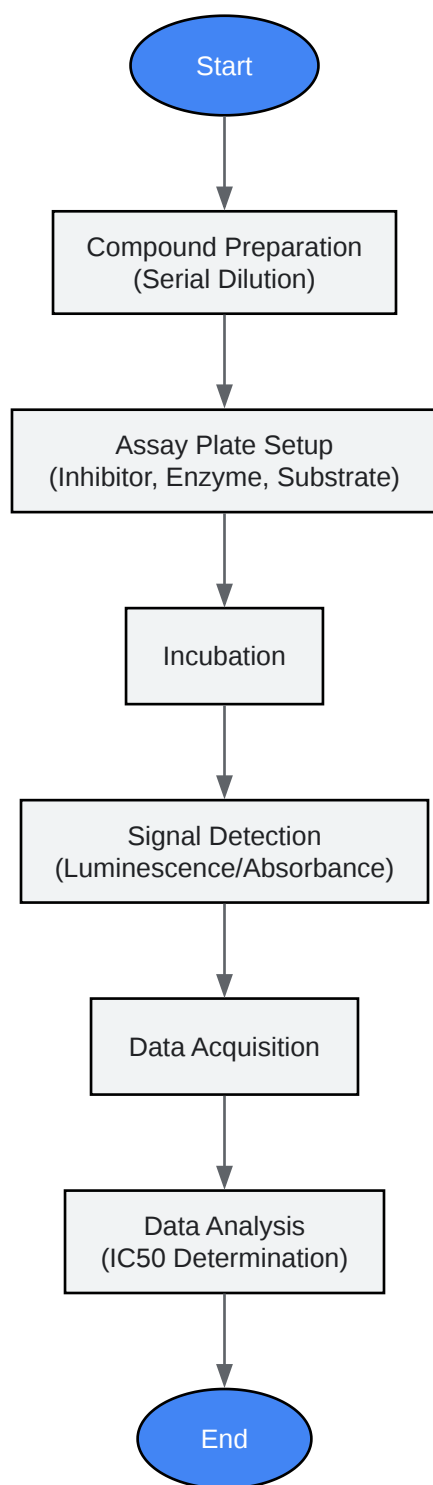 Start
Compound Preparation
(Serial Dilution)
Assay Plate Setup
(Inhibitor, Enzyme, Substrate)
Incubation
Signal Detection
(Luminescence/Absorbance)
Data Acquisition
Data Analysis
(IC50 Determination)
End